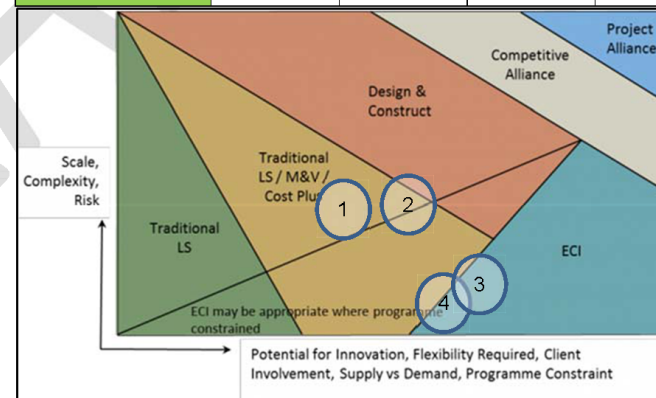 Project
Alliance
Competitive
Alliance
Design &
Construct
Traditional
LS / M&V /
Cost Plus
Scale,
Complexity,
Risk
1
2
Traditional
LS
ECI
3
4
ECI may be appropriate where programme
constrained
Potential for Innovation, Flexibility Required, Client
Involvement, Supply vs Demand, Programme Constraint